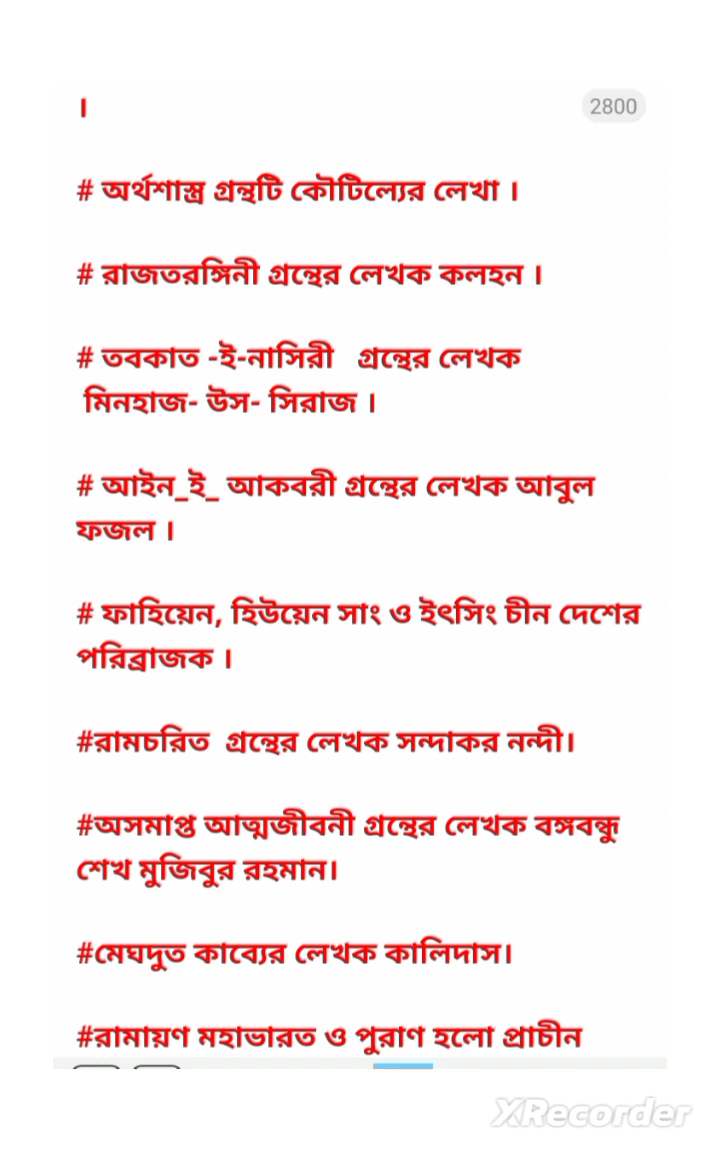 ।
2800
# অর্থশাস্ত্র গ্রন্থটি কৌটিল্যের লেখা ।
# রাজতরঙ্গিনী গ্রন্থের লেখক কলহন ।
# তবকাত -ই-নাসিরী গ্রন্থের লেখক
মিনহাজ- উস- সিরাজ ।
# আইন_ই_ আকবরী গ্রন্থের লেখক আবুল
ফজল ।
# ফাহিয়েন, হিউয়েন সাং ও ইৎসিং চীন দেশের
পরিব্রাজক ।
#রামচরিত গ্রন্থের লেখক সন্দাকর নন্দী।
#অসমাপ্ত আত্মজীবনী গ্রন্থের লেখক বঙ্গবন্ধু
শেখ মুজিবুর রহমান।
#মেঘদুত কাব্যের লেখক কালিদাস।
#রামায়ণ মহাভারত ও পুরাণ হলো প্রাচীন
XRecorder